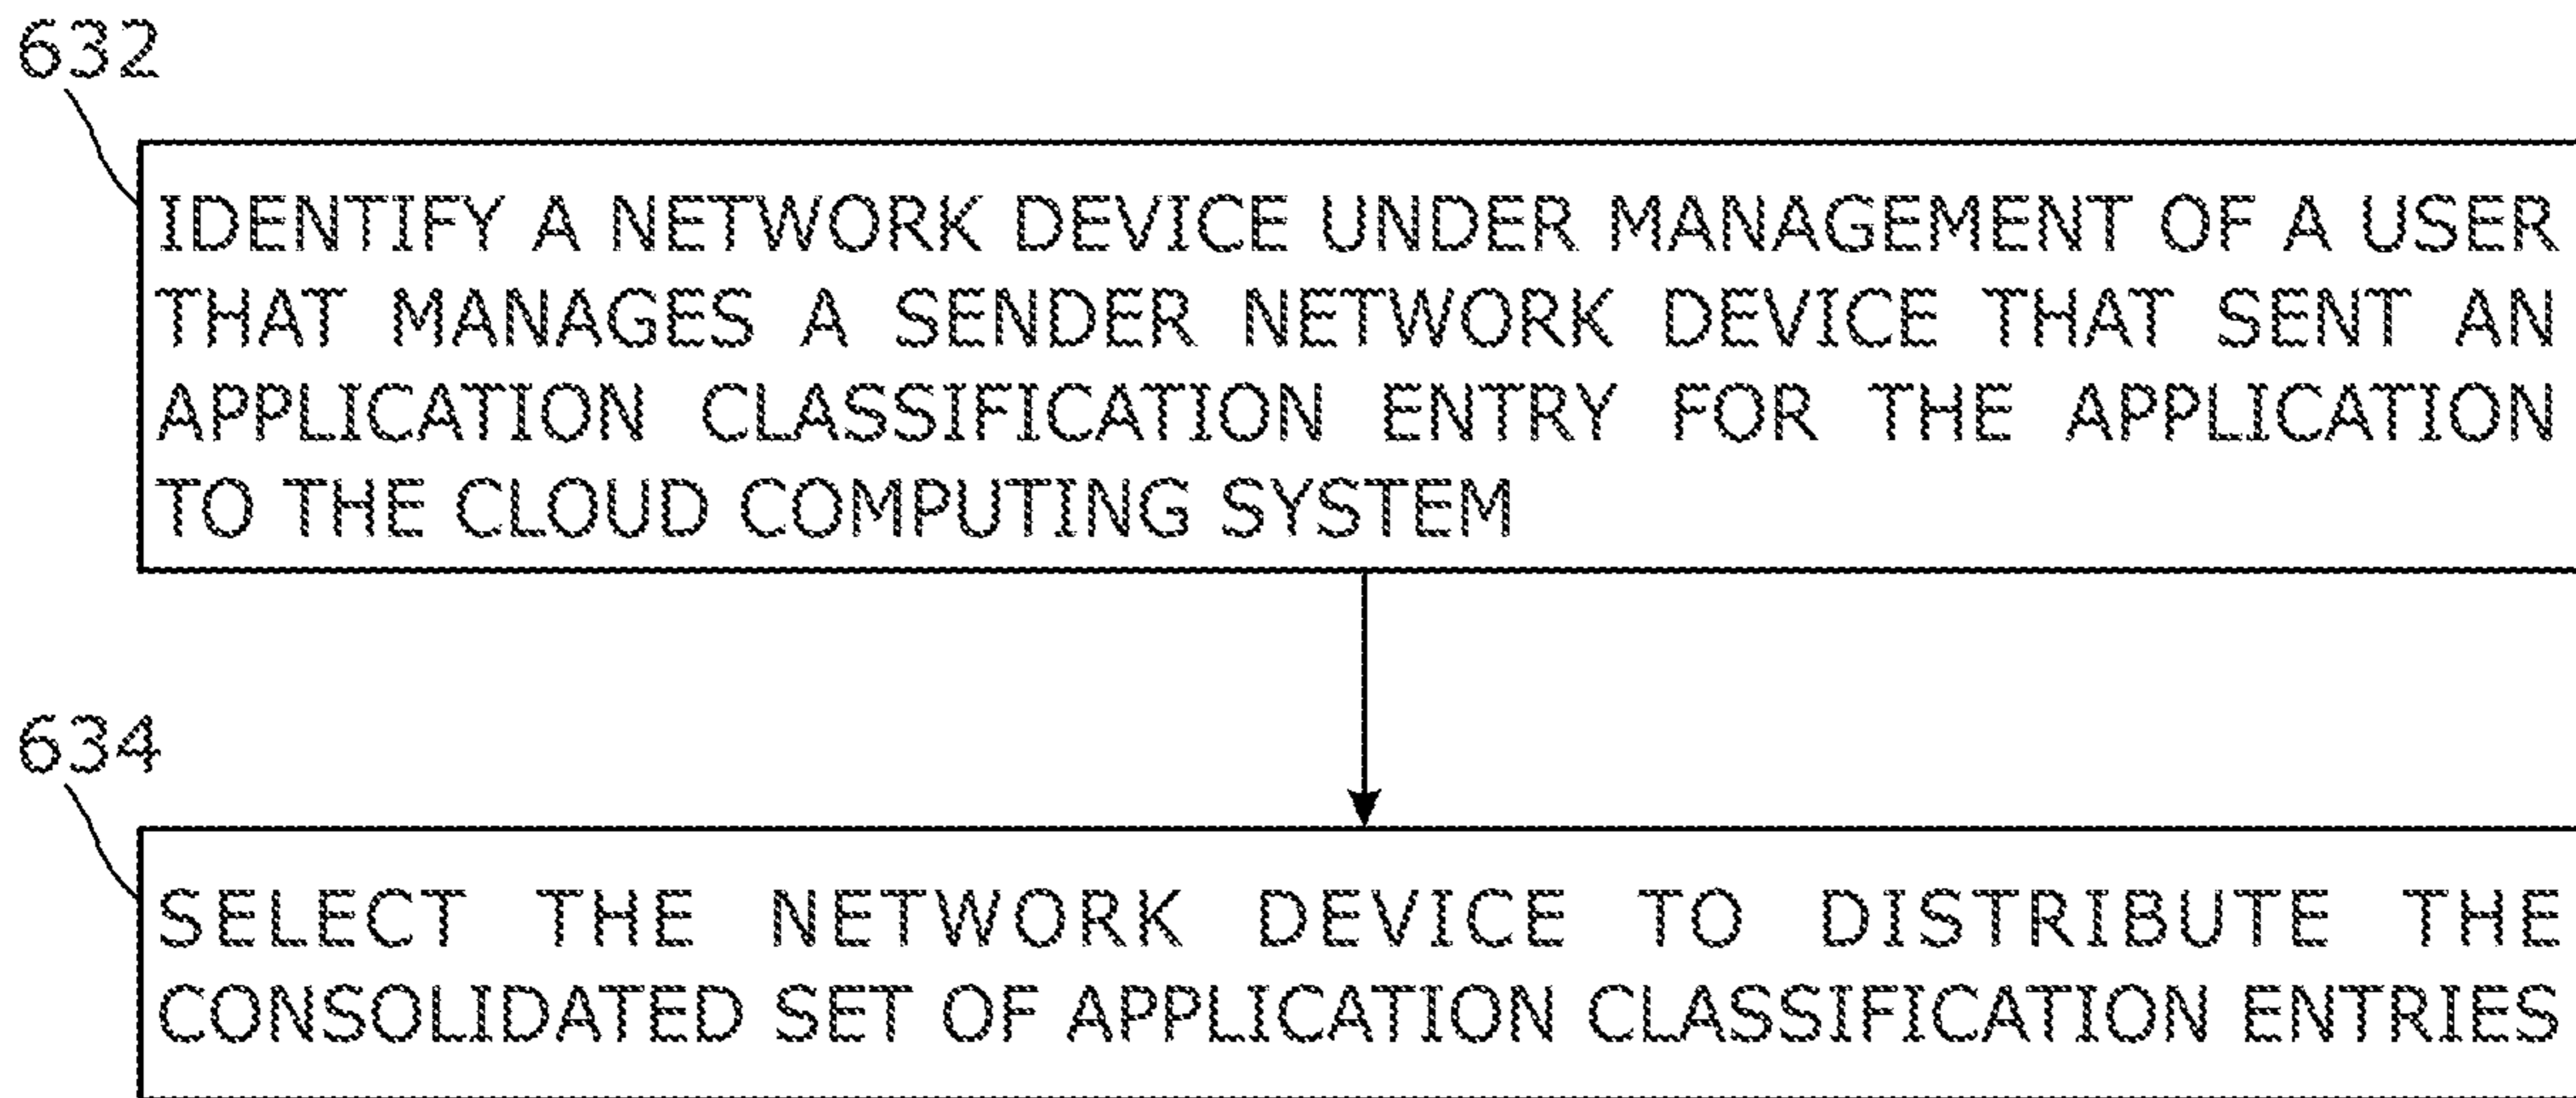 632
IDENTIFY A NETWORK DEVICE UNDER MANAGEMENT OF A USER
THAT MANAGES A SENDER NETWORK DEVICE THAT SENT AN
APPLICATION CLASSIFICATION ENTRY FOR THE APPLICATION
TO THE CLOUD COMPUTING SYSTEM
634
SELECT THE NETWORK DEVICE TO DISTRIBUTE THE
CONSOLIDATED SET OF APPLICATION CLASSIFICATION ENTRIES